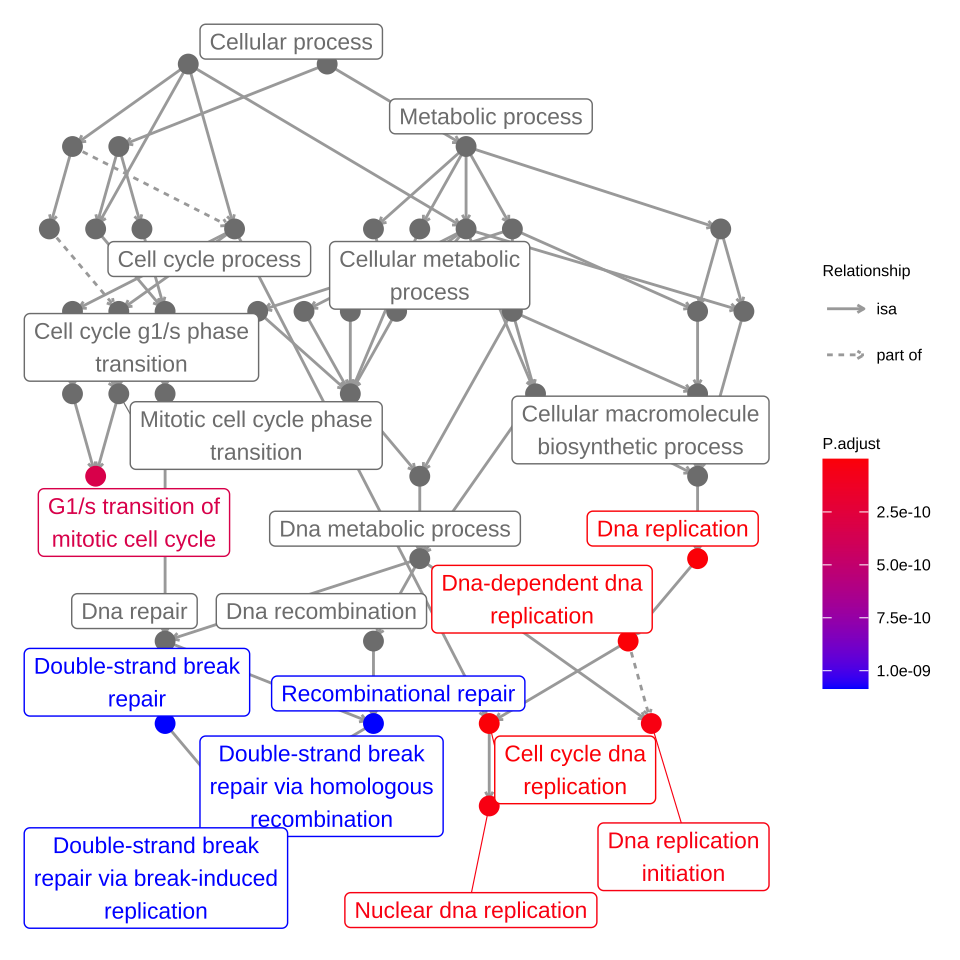 Cellular process
Metabolic process
Cell cycle process
Cellular metabolic
process
Relationship
isa
part of
Cell cycle g1/s phase
transition
Mitotic cell cycle phase
transition
Cellular macromolecule
biosynthetic process
P.adjust
2.5e-10
5.0e-10
7.5e-10
1.0e-09
G1/s transition of
mitotic cell cycle
Dna metabolic process
Dna replication
Dna-dependent dna
replication
Dna repair
Dna recombination
Double-strand break
repair
Recombinational repair
Double-strand break
repair via homologous
recombination
Cell cycle dna
replication
Double-strand break
repair via break-induced
replication
Dna replication
initiation
Nuclear dna replication